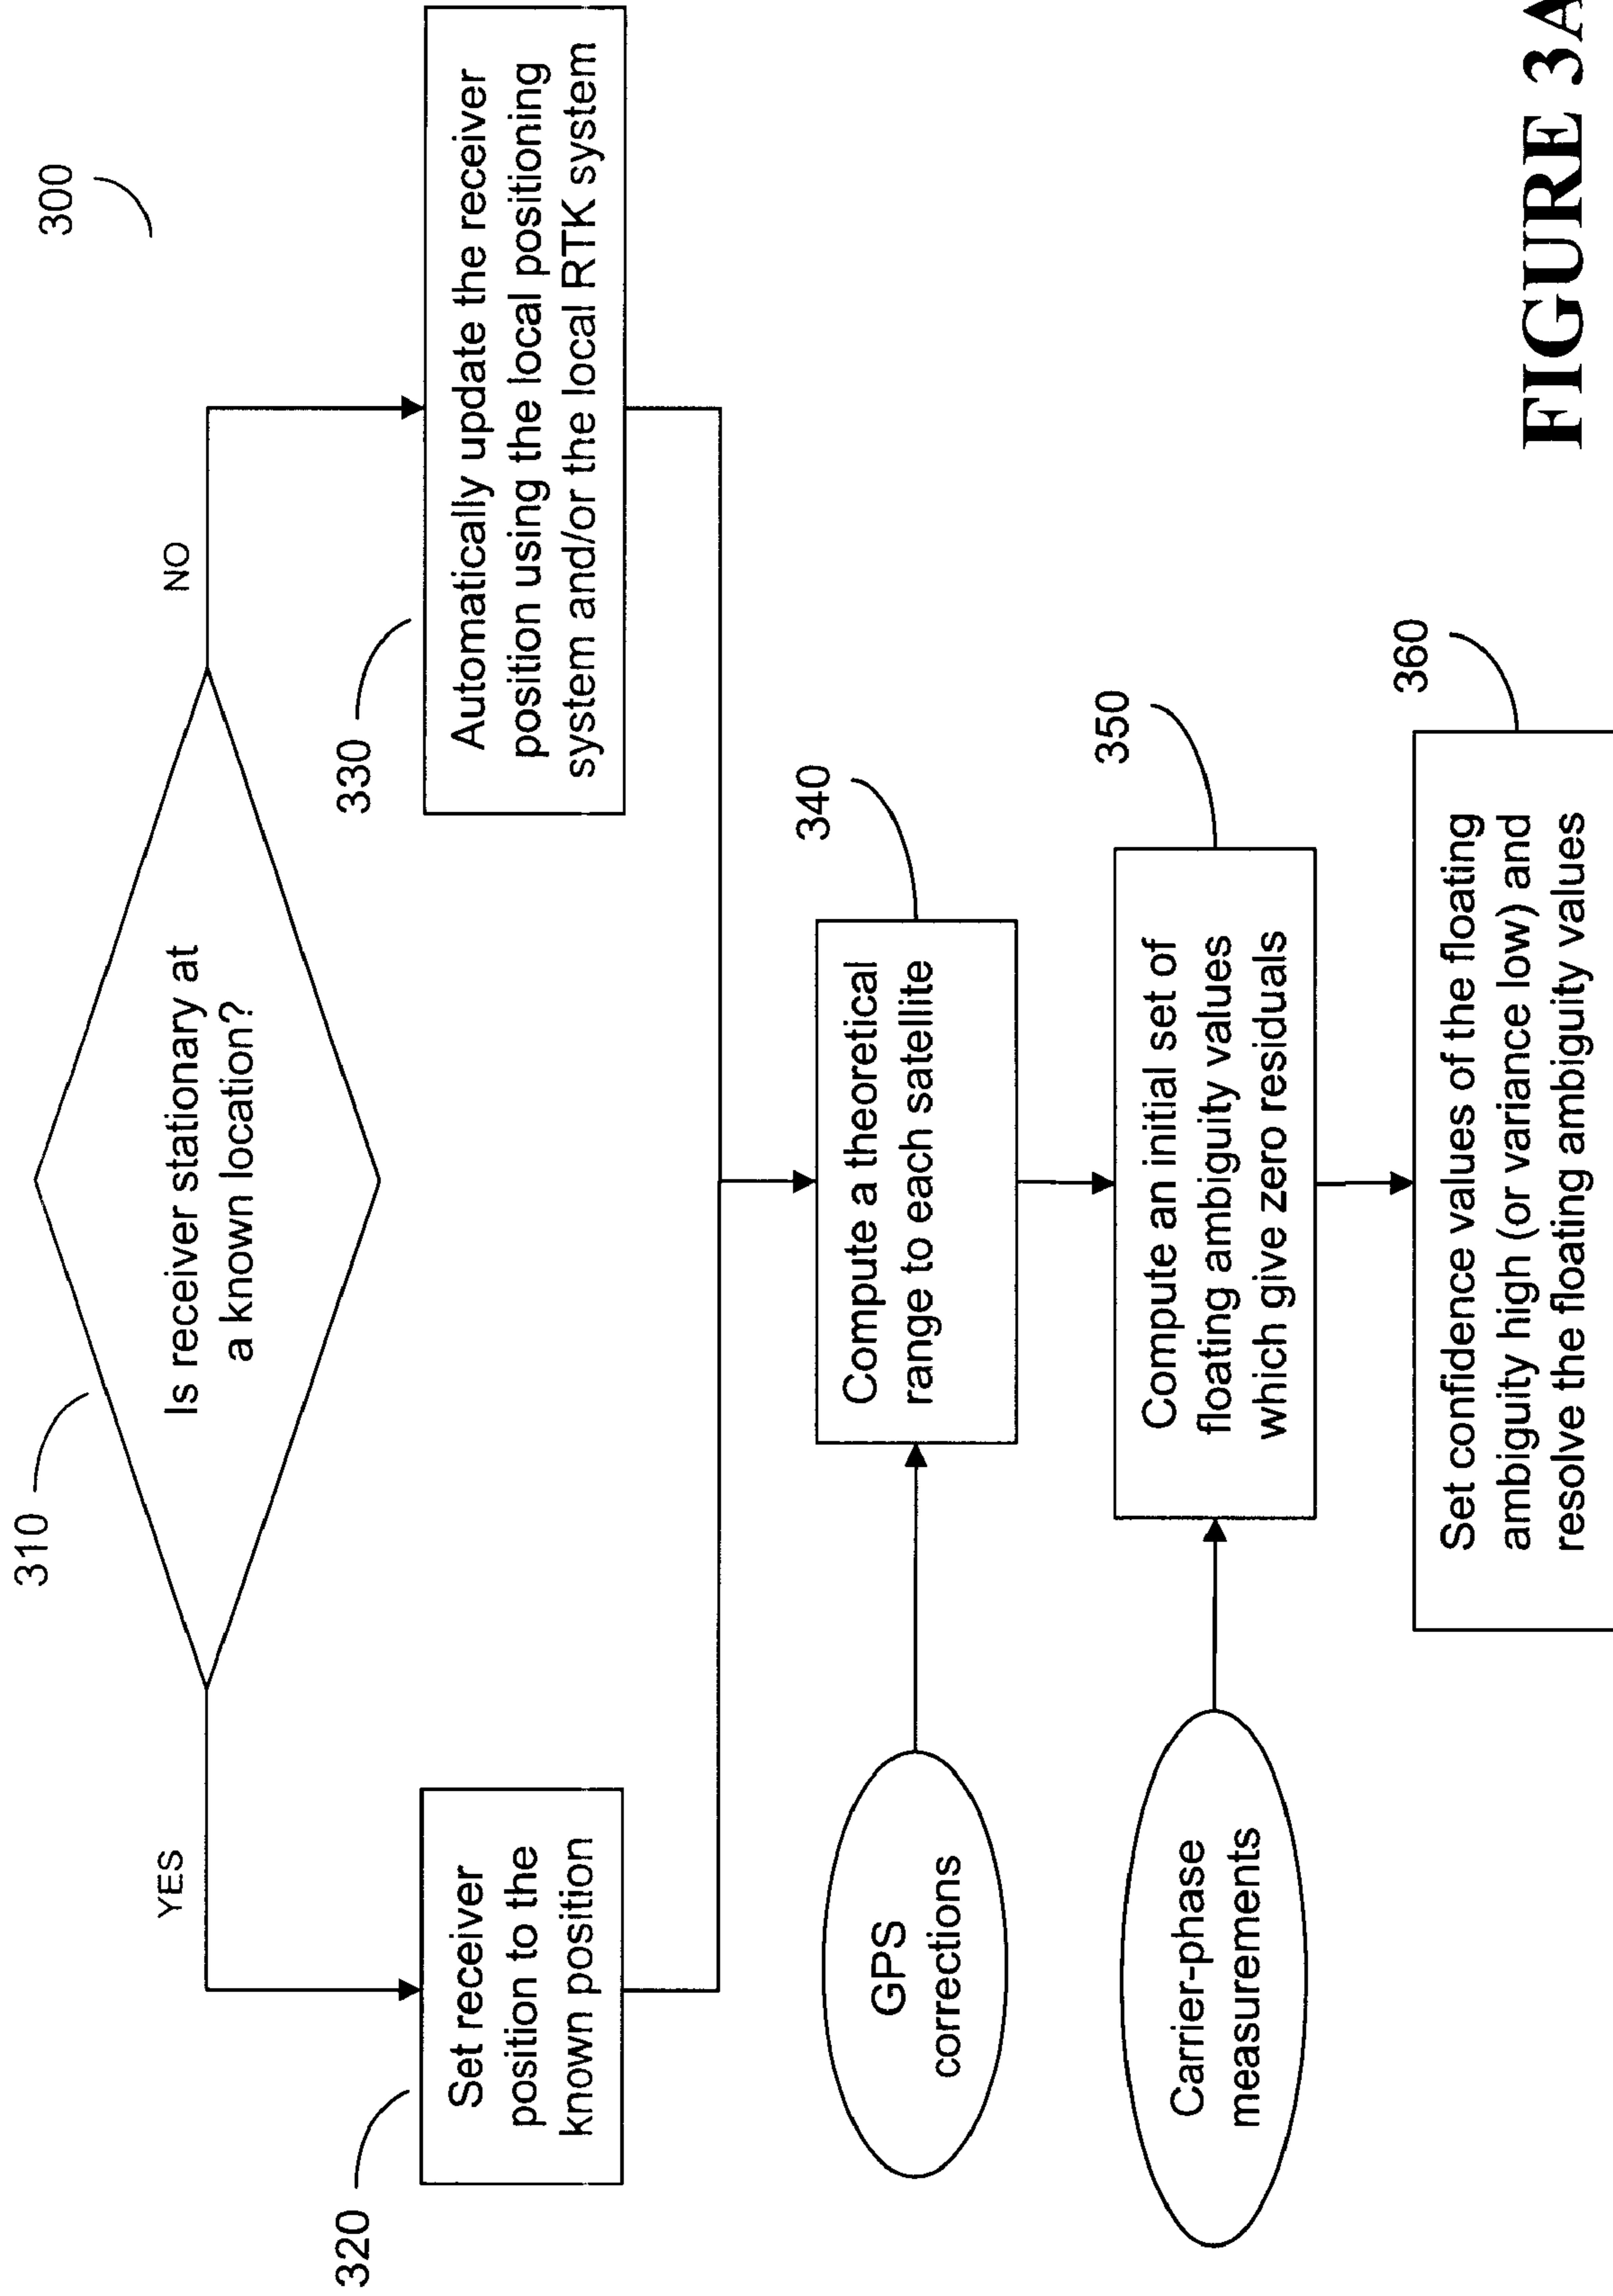 300
310
Is receiver stationary at
a known location?
YES
NO
320
Set receiver
position to the
known position
330
Automatically update the receiver
position using the local positioning
system and/or the local RTK system
340
GPS
corrections
Compute a theoretical
range to each satellite
350
Carrier-phase
measurements
Compute an initial set of
floating ambiguity values
which give zero residuals
360
Set confidence values of the floating
ambiguity high (or variance low) and
resolve the floating ambiguity values
FIGURE 3A